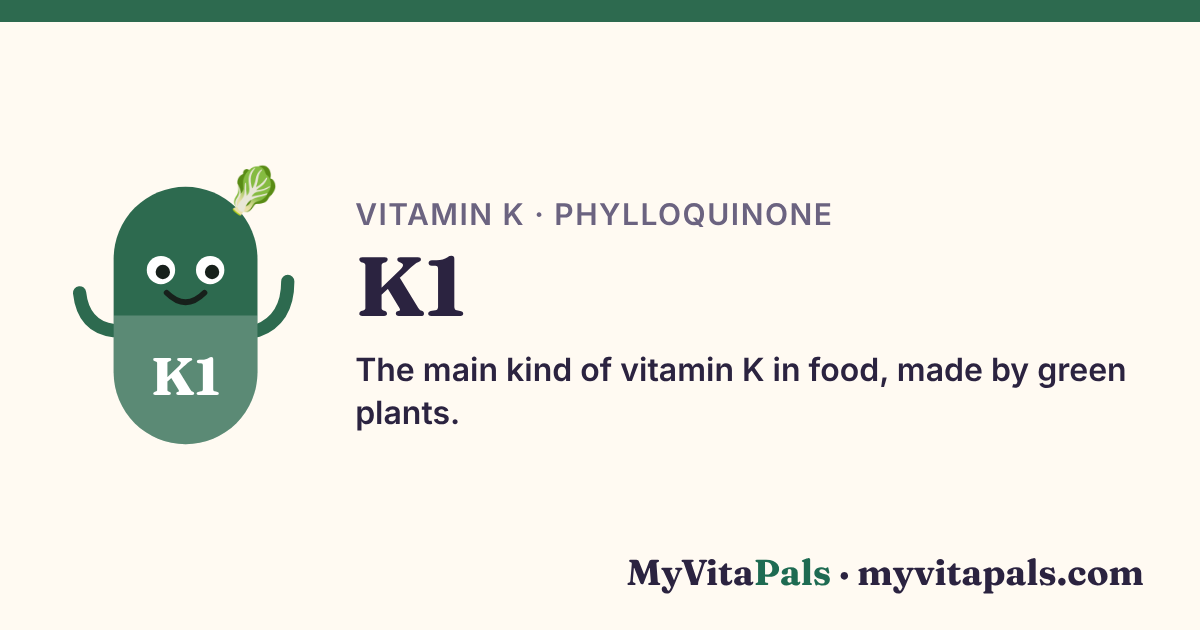 VITAMIN K · PHYLLOQUINONE
K1
The main kind of vitamin K in food, made by green
plants.
K1
MyVitaPals · myvitapals.com